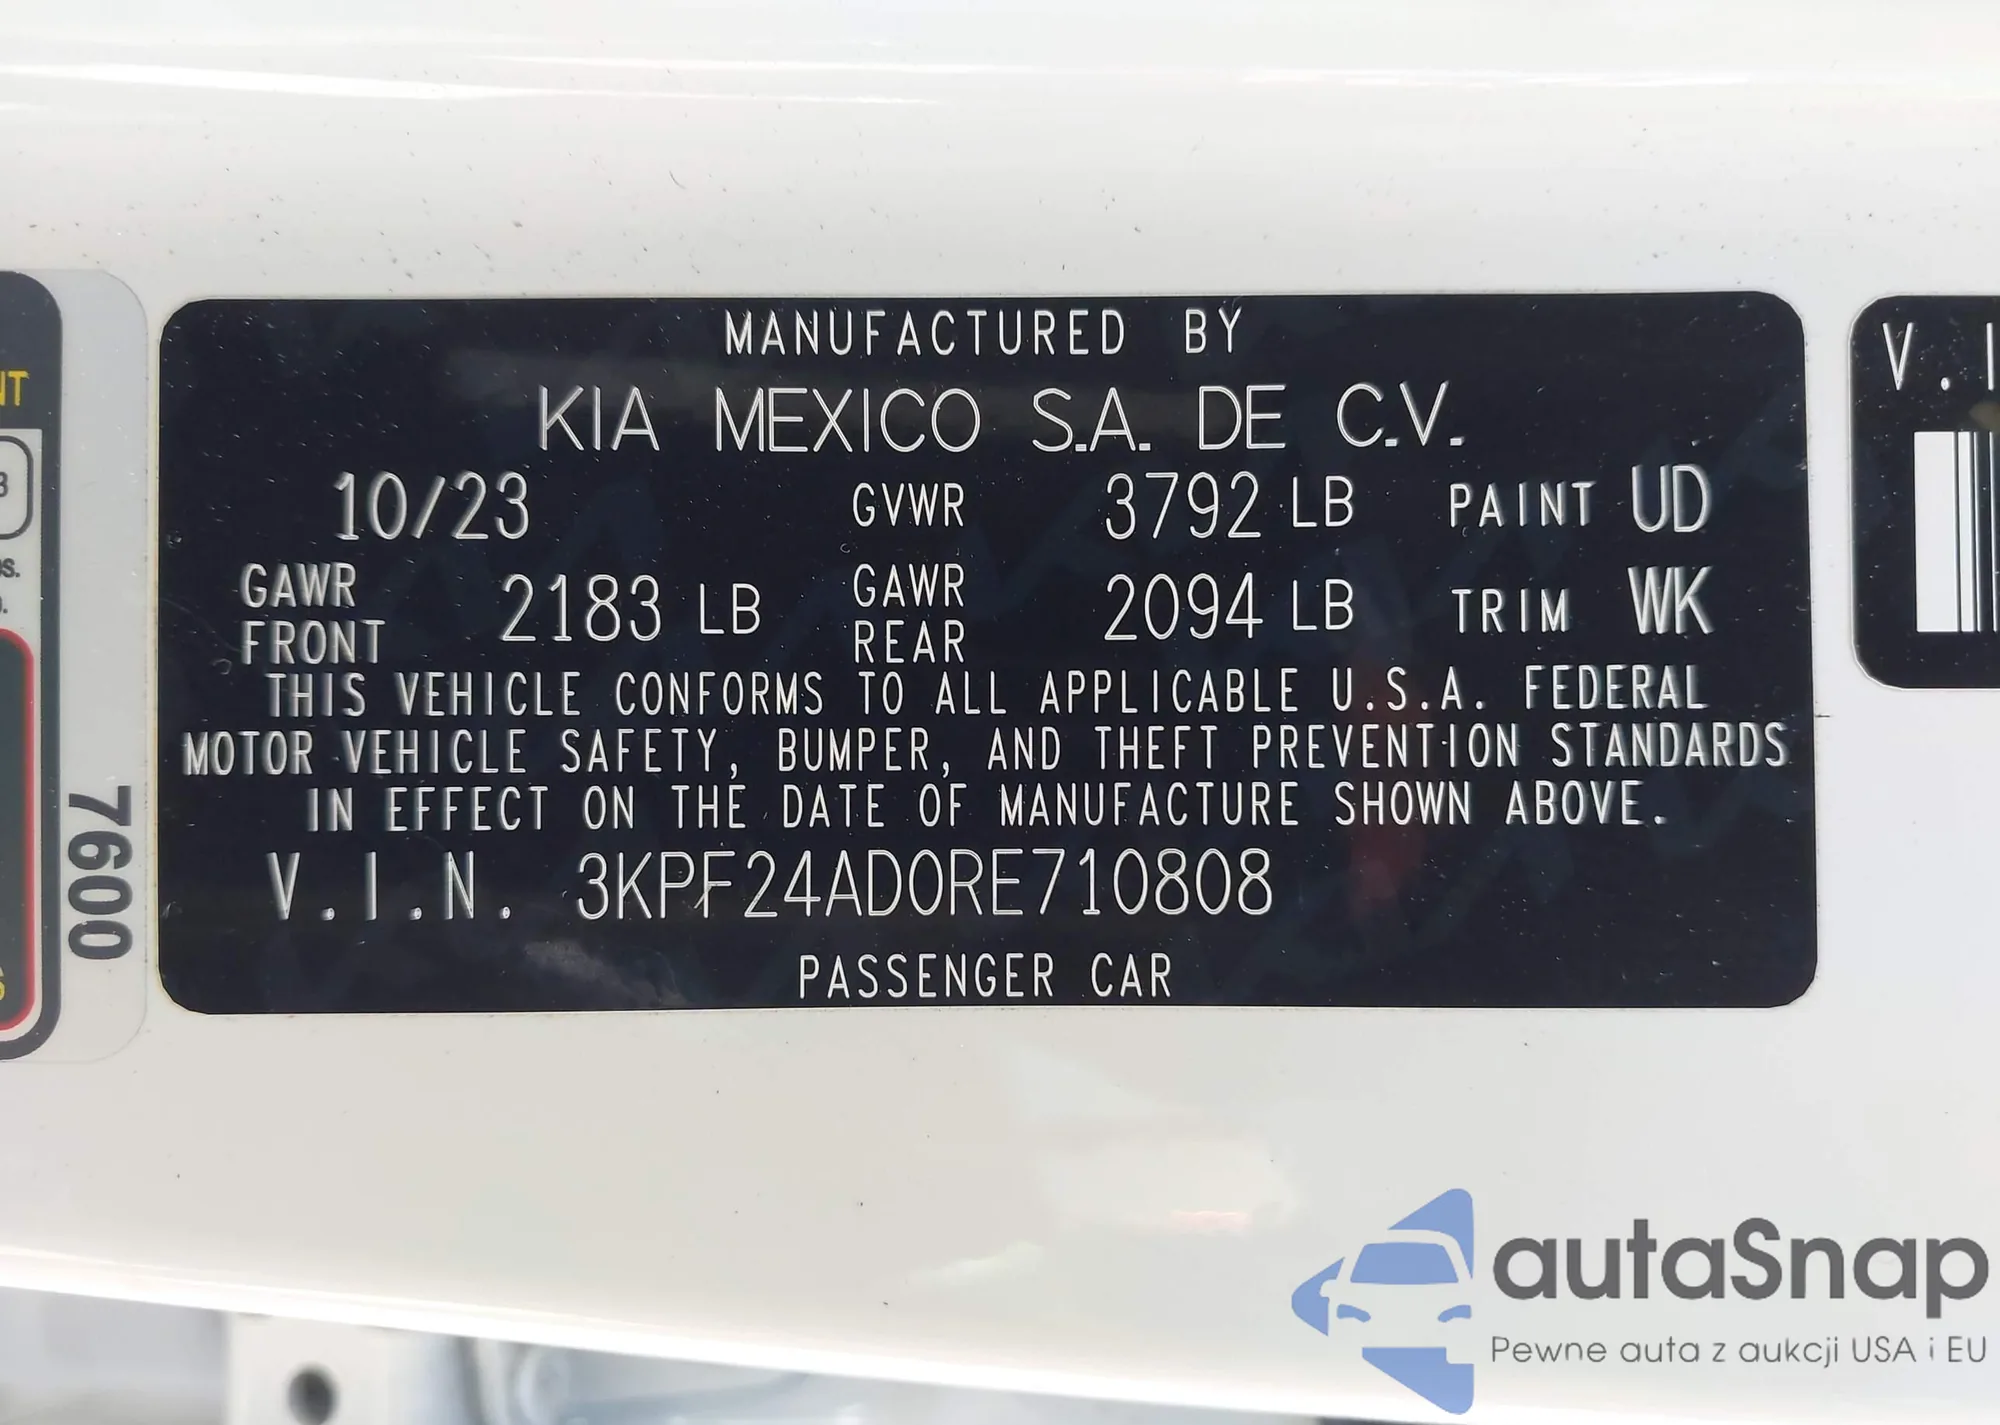 MANUFACTURED BY
KIA MEXICO S.A. DE C.V.
10/23 GVWR 3792 LB PAINT UD
GAWR FRONT 2183 LB GAWR REAR 2094 LB TRIM WK
THIS VEHICLE CONFORMS TO ALL APPLICABLE U.S.A. FEDERAL
MOTOR VEHICLE SAFETY, BUMPER, AND THEFT PREVENTION STANDARDS
IN EFFECT ON THE DATE OF MANUFACTURE SHOWN ABOVE.
V.I.N. 3KPF24AD0RE710808
PASSENGER CAR
7600
V.I
autaSnap
Pewne auta z aukcji USA i EU